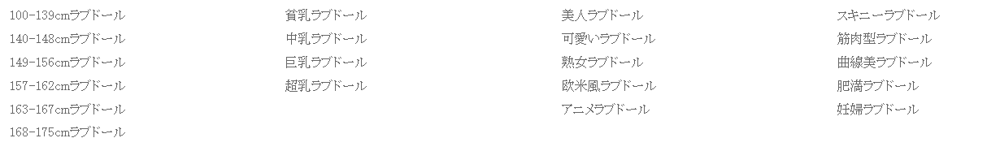 100-139cmラブドール
140-148cmラブドール
149-156cmラブドール
157-162cmラブドール
163-167cmラブドール
168-175cmラブドール
貧乳ラブドール
中乳ラブドール
巨乳ラブドール
超乳ラブドール
美人ラブドール
可愛いラブドール
熟女ラブドール
欧米風ラブドール
アニメラブドール
スキニーラブドール
筋肉型ラブドール
曲線美ラブドール
肥満ラブドール
妊婦ラブドール